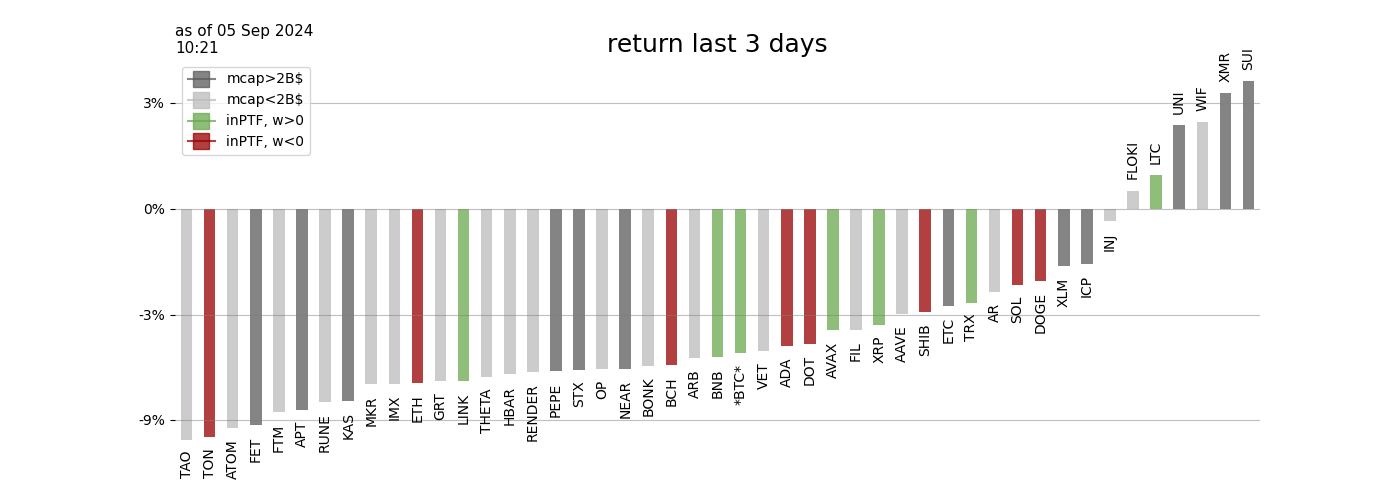 as of 05 Sep 2024
10:21
return last 3 days
mcap>2B$
mcap<2B$
inPTF, w>0
inPTF, w<0
3%
0%
-3%
-9%
TAO
TON
ATOM
FET
FTM
APT
RUNE
KAS
MKR
IMX
ETH
GRT
LINK
THETA
HBAR
RENDER
PEPE
STX
OP
NEAR
BONK
BCH
ARB
BNB
*BTC*
VET
ADA
DOT
AVAX
FIL
XRP
AAVE
SHIB
ETC
TRX
AR
SOL
DOGE
XLM
ICP
INJ
FLOKI
LTC
UNI
WIF
XMR
SUI